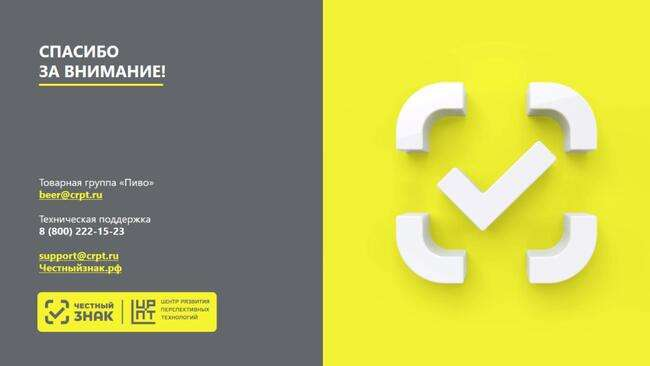 СПАСИБО
ЗА ВНИМАНИЕ!
Товарная группа «Пиво»
beer@crpt.ru
Техническая поддержка
8 (800) 222-15-23
support@crpt.ru
Честныйзнак.рф
ЧЕСТНЫЙ
ЗНАК
ЦРПТ
ЦЕНТР РАЗВИТИЯ
ПЕРСПЕКТИВНЫХ
ТЕХНОЛОГИЙ